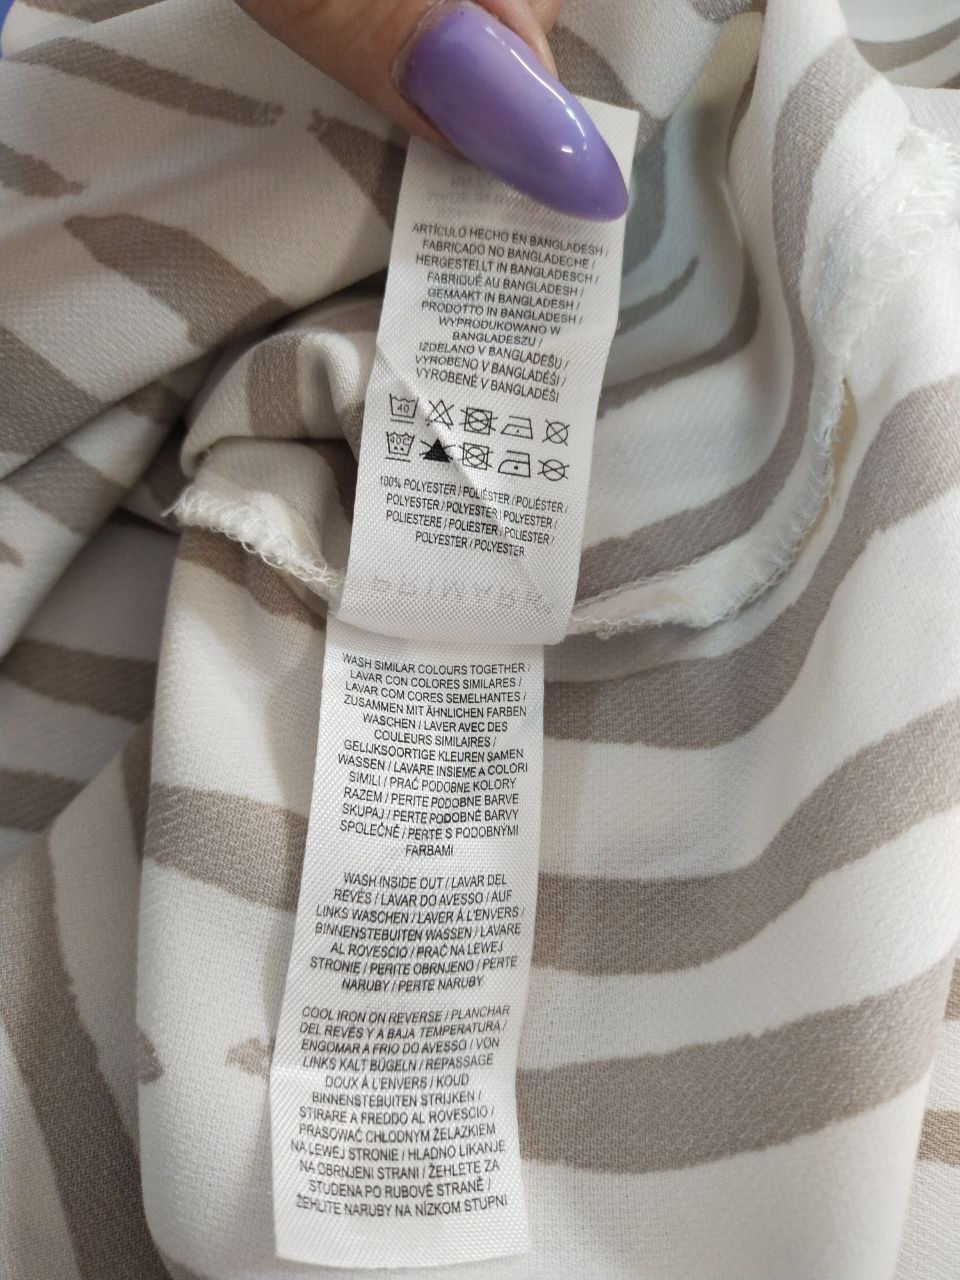 ARTÍCULO HECHO EN BANGLADESH /
FABRICADO NO BANGLADECHE /
HERGESTELLT IN BANGLADESCH /
FABRIQUÉ AU BANGLADESH /
GEMAAKT IN BANGLADESH /
PRODOTTO IN BANGLADESH /
WYPRODUKOWANO W
BANGLADESZU /
IZDELANO V BANGLADEŠU /
VYROBENO V BANGLADÉŠI /
VYROBENÉ V BANGLADÉŠI
40
40C
100% POLYESTER / POLIÉSTER / POLIÉSTER /
POLYESTER / POLYESTER / POLYESTER /
POLIESTERE / POLIESTER / POLIESTER /
POLYESTER / POLYESTER
PRIMARK
WASH SIMILAR COLOURS TOGETHER /
LAVAR CON COLORES SIMILARES /
LAVAR COM CORES SEMELHANTES /
ZUSAMMEN MIT ÄHNLICHEN FARBEN
WASCHEN / LAVER AVEC DES
COULEURS SIMILAIRES /
GELIJKSOORTIGE KLEUREN SAMEN
WASSEN / LAVARE INSIEME A COLORI
SIMILI / PRAĆ PODOBNE KOLORY
RAZEM / PERITE PODOBNE BARVE
SKUPAJ / PERTE PODOBNÉ BARVY
SPOLEČNĚ / PERTE S PODOBNÝMI
FARBAMI
WASH INSIDE OUT / LAVAR DEL
REVÉS / LAVAR DO AVESSO / AUF
LINKS WASCHEN / LAVER À L'ENVERS /
BINNENSTEBUITEN WASSEN / LAVARE
AL ROVESCIO / PRAĆ NA LEWEJ
STRONIE / PERITE OBRNJENO / PERTE
NARUBY / PERTE NARUBY
COOL IRON ON REVERSE / PLANCHAR
DEL REVÉS Y A BAJA TEMPERATURA /
ENGOMAR A FRIO DO AVESSO / VON
LINKS KALT BÜGELN / REPASSAGE
DOUX À L'ENVERS / KOUD
BINNENSTEBUITEN STRIJKEN /
STIRARE A FREDDO AL ROVESCIO /
PRASOWAĆ CHŁODNYM ŻELAZKIEM
NA LEWEJ STRONIE / HLADNO LIKANJE
NA OBRNJENI STRANI / ŽEHLETE ZA
STUDENA PO RUBOVÉ STRANĚ /
ŽEHLITE NARUBY NA NÍZKOM STUPNI